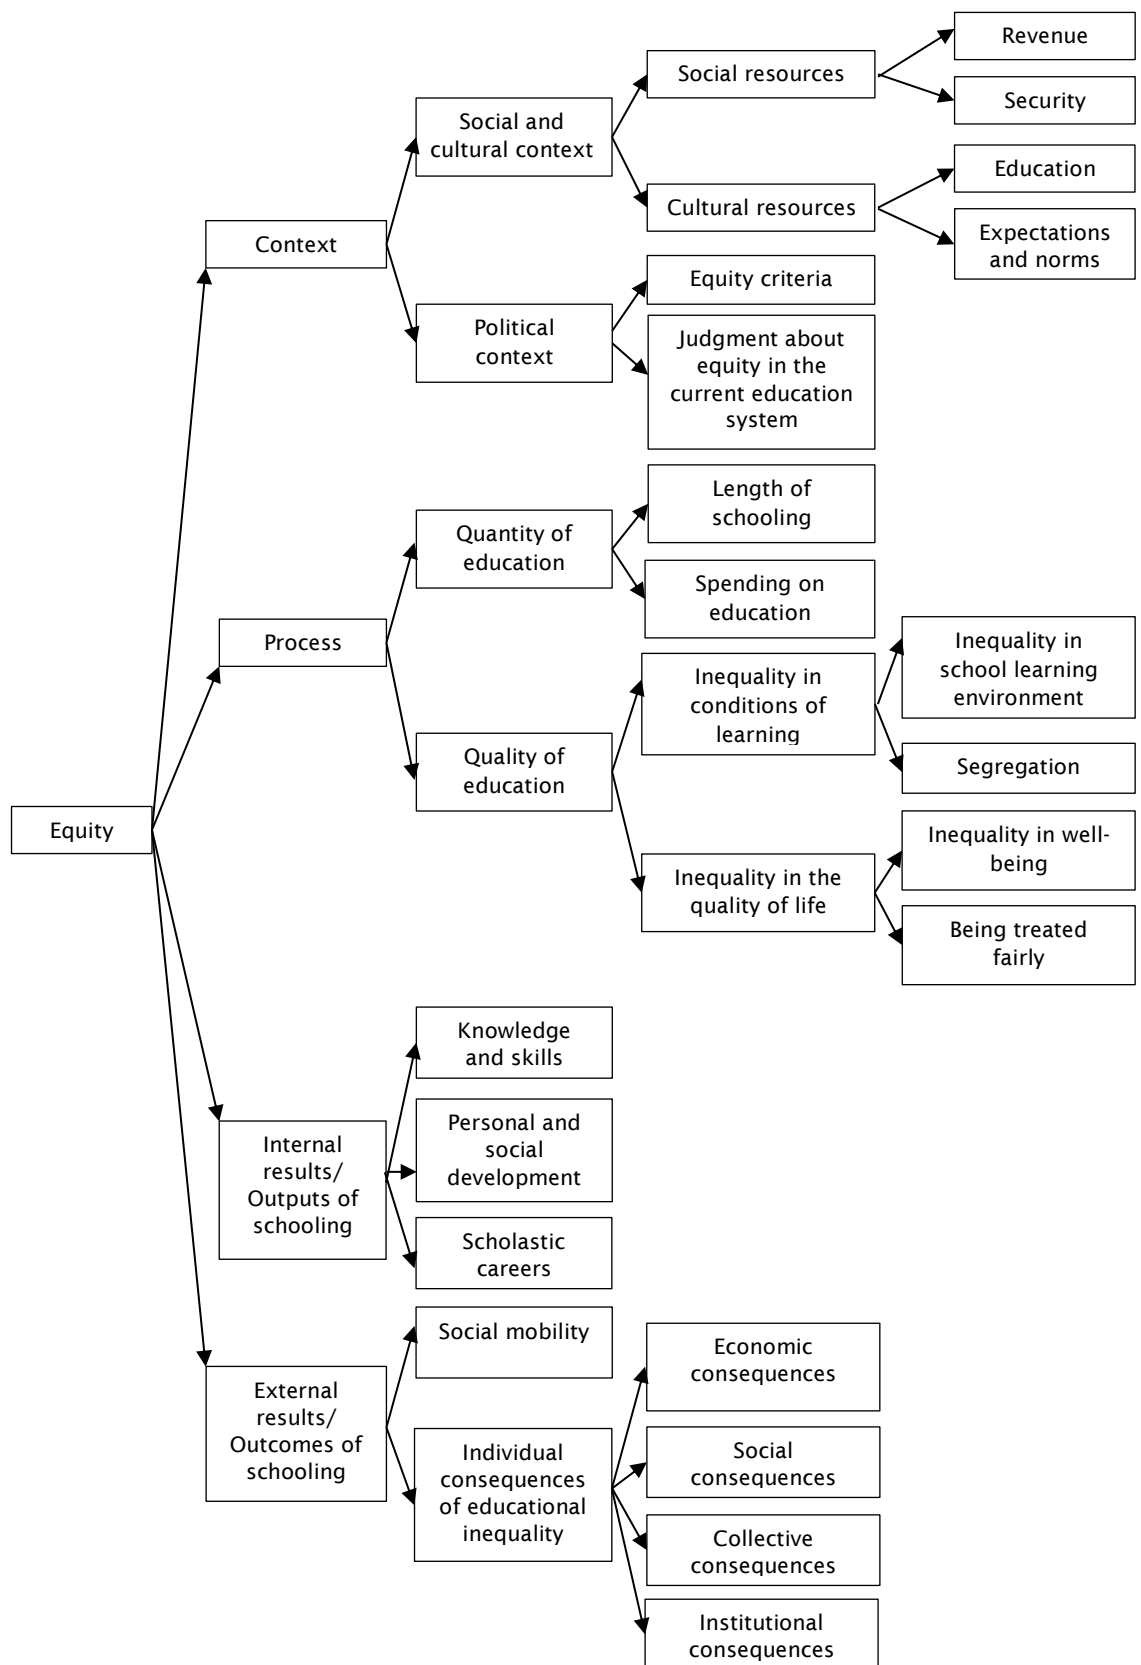 Equity
Context
Social and
cultural context
Social resources
Revenue
Security
Cultural resources
Education
Expectations
and norms
Political
context
Equity criteria
Judgment about
equity in the
current education
system
Process
Quantity of
education
Length of
schooling
Spending on
education
Quality of
education
Inequality in
conditions of
learning
Inequality in
school learning
environment
Segregation
Inequality in the
quality of life
Inequality in well-
being
Being treated
fairly
Internal
results/
Outputs of
schooling
Knowledge
and skills
Personal and
social
development
Scholastic
careers
External
results/
Outcomes of
schooling
Social mobility
Individual
consequences
of educational
inequality
Economic
consequences
Social
consequences
Collective
consequences
Institutional
consequences